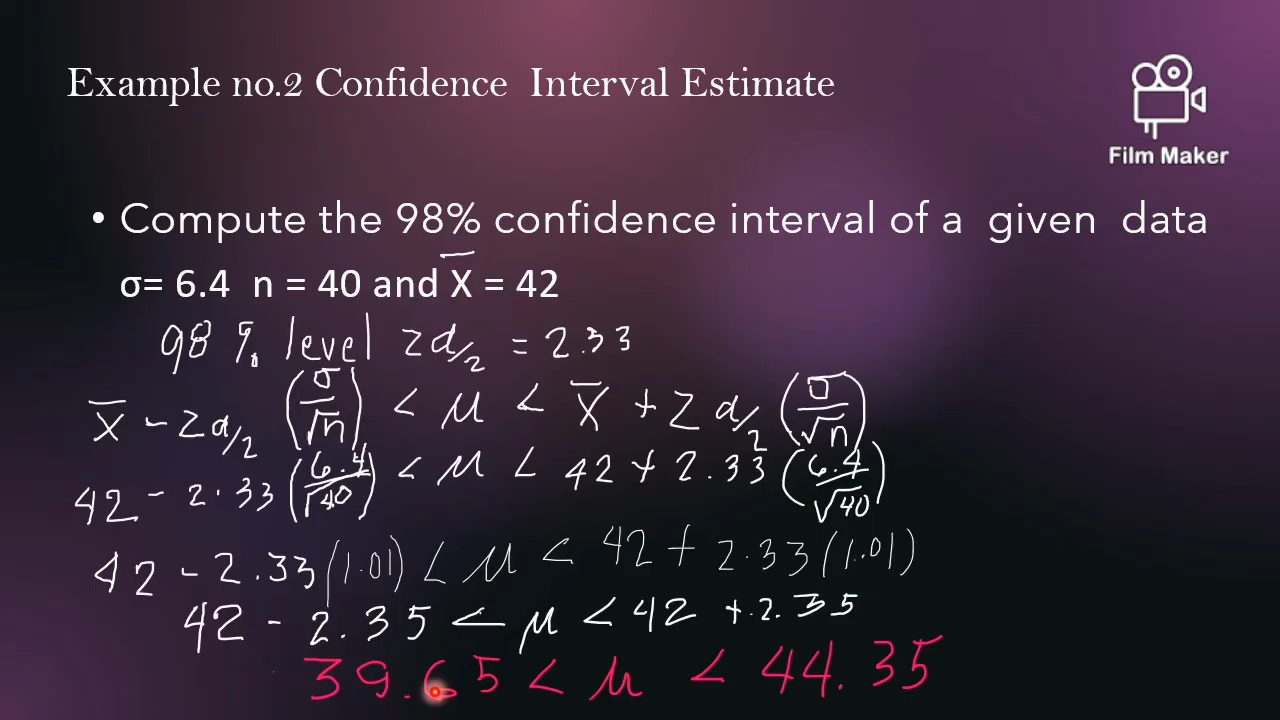 Example no.2 Confidence Interval Estimate
Film Maker
• Compute the 98% confidence interval of a given data
σ= 6.4 n = 40 and X̅ = 42
98 % level Zα/2 = 2.33
X̅ - Zα/2 (σ/√n) < μ < X̅ + Zα/2 (σ/√n)
42 - 2.33 (6.4/√40) < μ < 42 + 2.33 (6.4/√40)
42 - 2.33 (1.01) < μ < 42 + 2.33 (1.01)
42 - 2.35 < μ < 42 + 2.35
39.65 < μ < 44.35